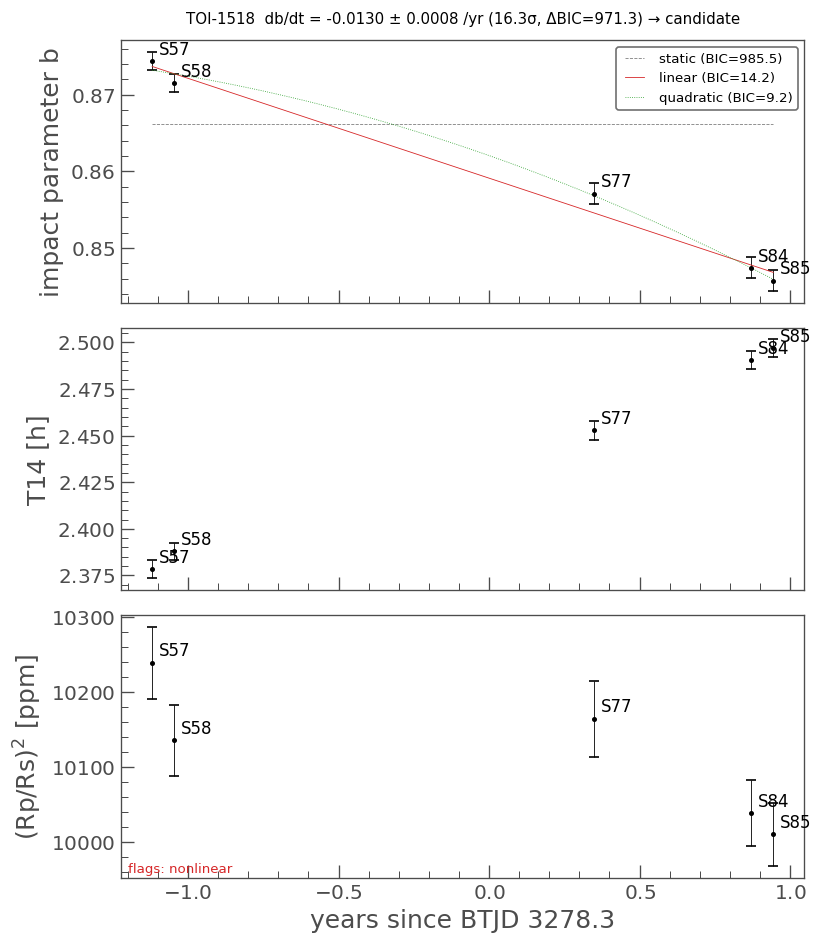 TOI-1518  db/dt = -0.0130 ± 0.0008 /yr (16.3σ, ΔBIC=971.3) → candidate
impact parameter b
0.87
0.86
0.85
S57
S58
S77
S84
S85
static (BIC=985.5)
linear (BIC=14.2)
quadratic (BIC=9.2)
T14 [h]
2.500
2.475
2.450
2.425
2.400
2.375
S57
S58
S77
S84
S85
(Rp/Rs)² [ppm]
10300
10200
10100
10000
S57
S58
S77
S84
S85
flags: nonlinear
−1.0 −0.5 0.0 0.5 1.0
years since BTJD 3278.3